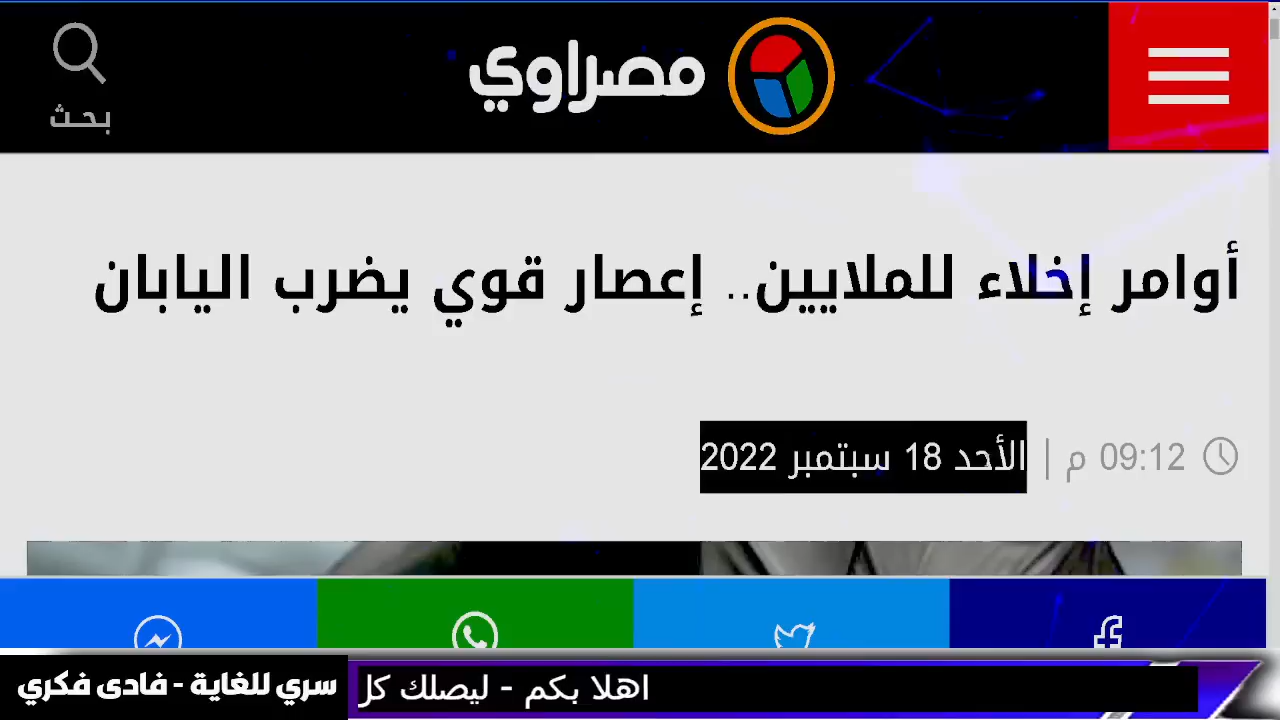 مصراوي
بحث
أوامر إخلاء للملايين.. إعصار قوي يضرب اليابان
09:12 م | الأحد 18 سبتمبر 2022
اهلا بكم - ليصلك كل
سري للغاية - فادى فكري